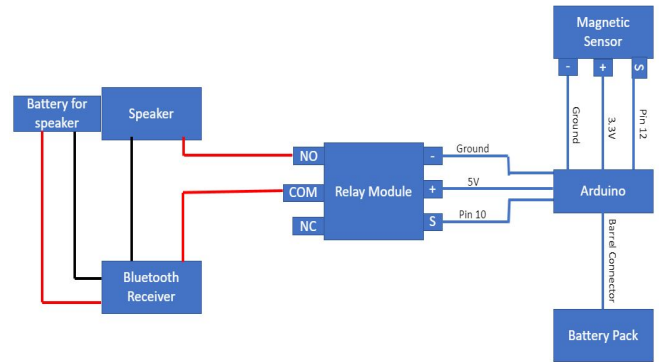 Magnetic
Sensor
-
+
S
Ground
3.3V
Pin 12
Battery for
speaker
Speaker
NO
COM
NC
Relay Module
-
+
S
Ground
5V
Pin 10
Arduino
Barrel Connector
Bluetooth
Receiver
Battery Pack